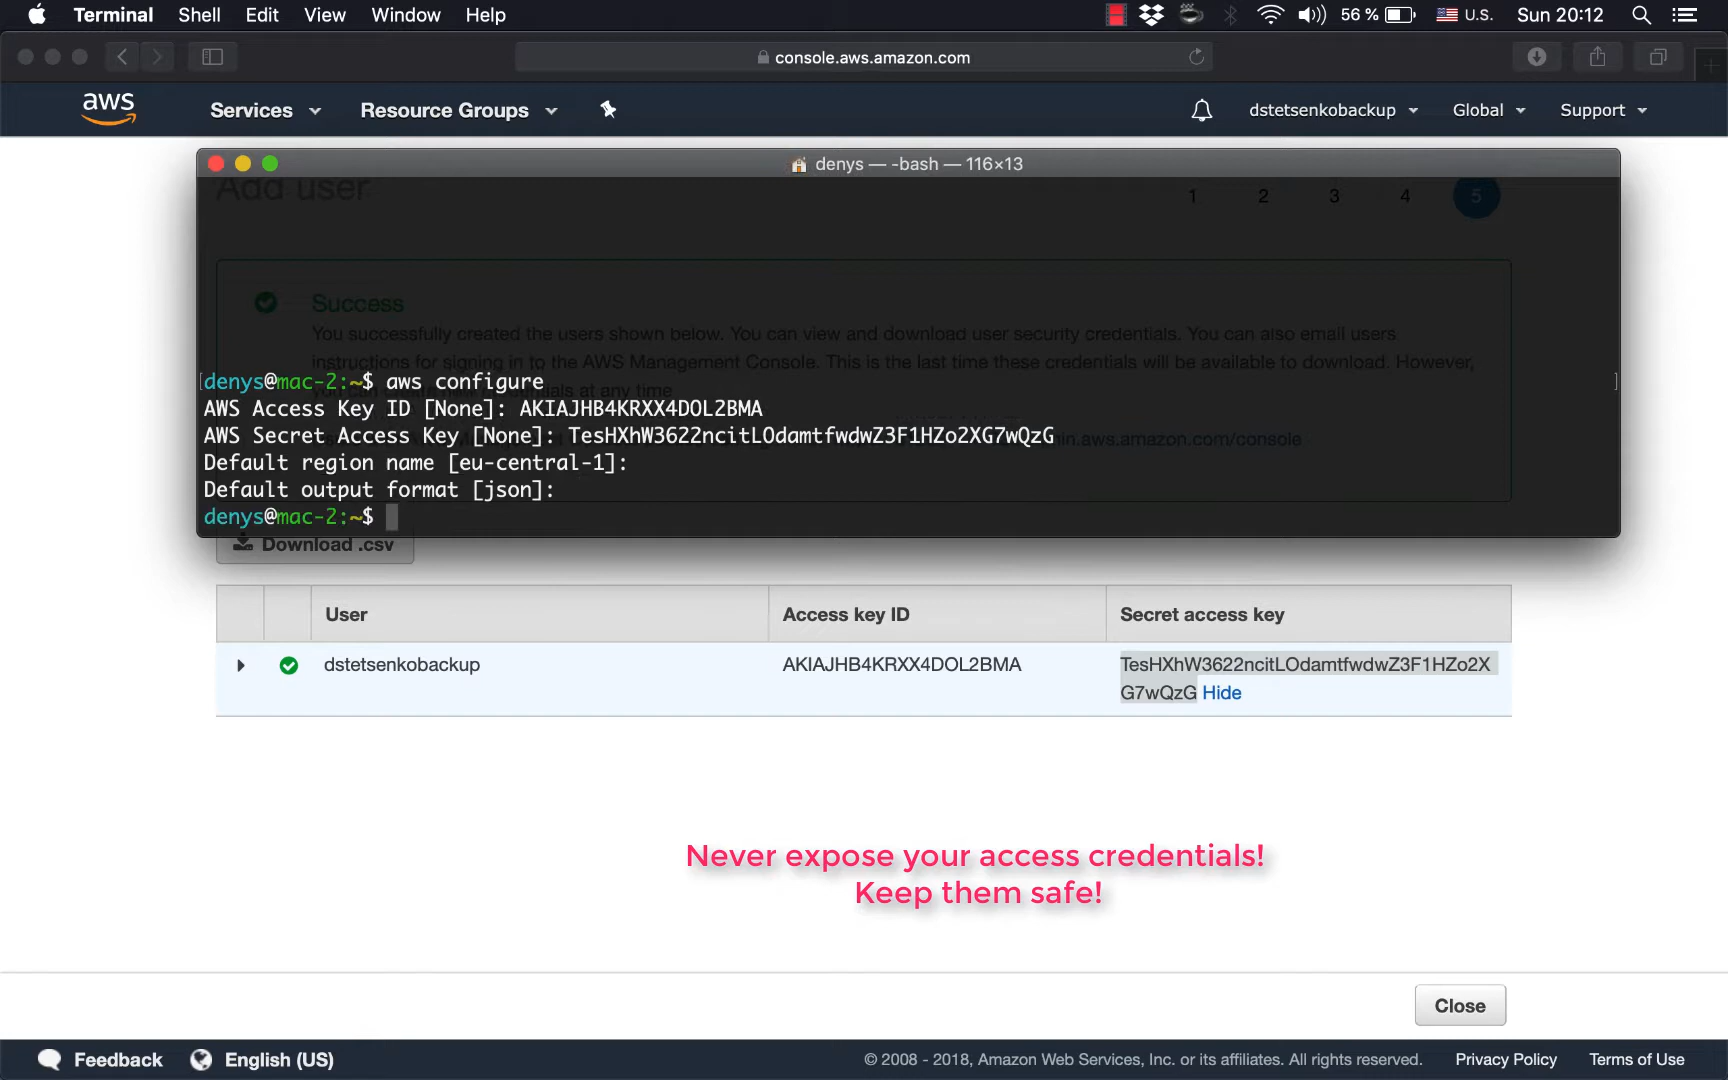 Terminal Shell Edit View Window Help
56 % U.S. Sun 20:12
console.aws.amazon.com
aws Services Resource Groups dstetsenkobackup Global Support
denys — -bash — 116×13
Add user 1 2 3 4 5
Success
You successfully created the users shown below. You can view and download user security credentials. You can also email users
instructions for signing in to the AWS Management Console. This is the last time these credentials will be available to download. However,
denys@mac-2:~$ aws configure
AWS Access Key ID [None]: AKIAJHB4KRXX4DOL2BMA
AWS Secret Access Key [None]: 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
Default region name [eu-central-1]:
Default output format [json]:
denys@mac-2:~$
Download .csv
User Access key ID Secret access key
dstetsenkobackup AKIAJHB4KRXX4DOL2BMA TesHXhW3622ncitLOdamtfwdwZ3F1HZo2X
G7wQzG Hide
Never expose your access credentials!
Keep them safe!
Close
Feedback English (US) © 2008 - 2018, Amazon Web Services, Inc. or its affiliates. All rights reserved. Privacy Policy Terms of Use